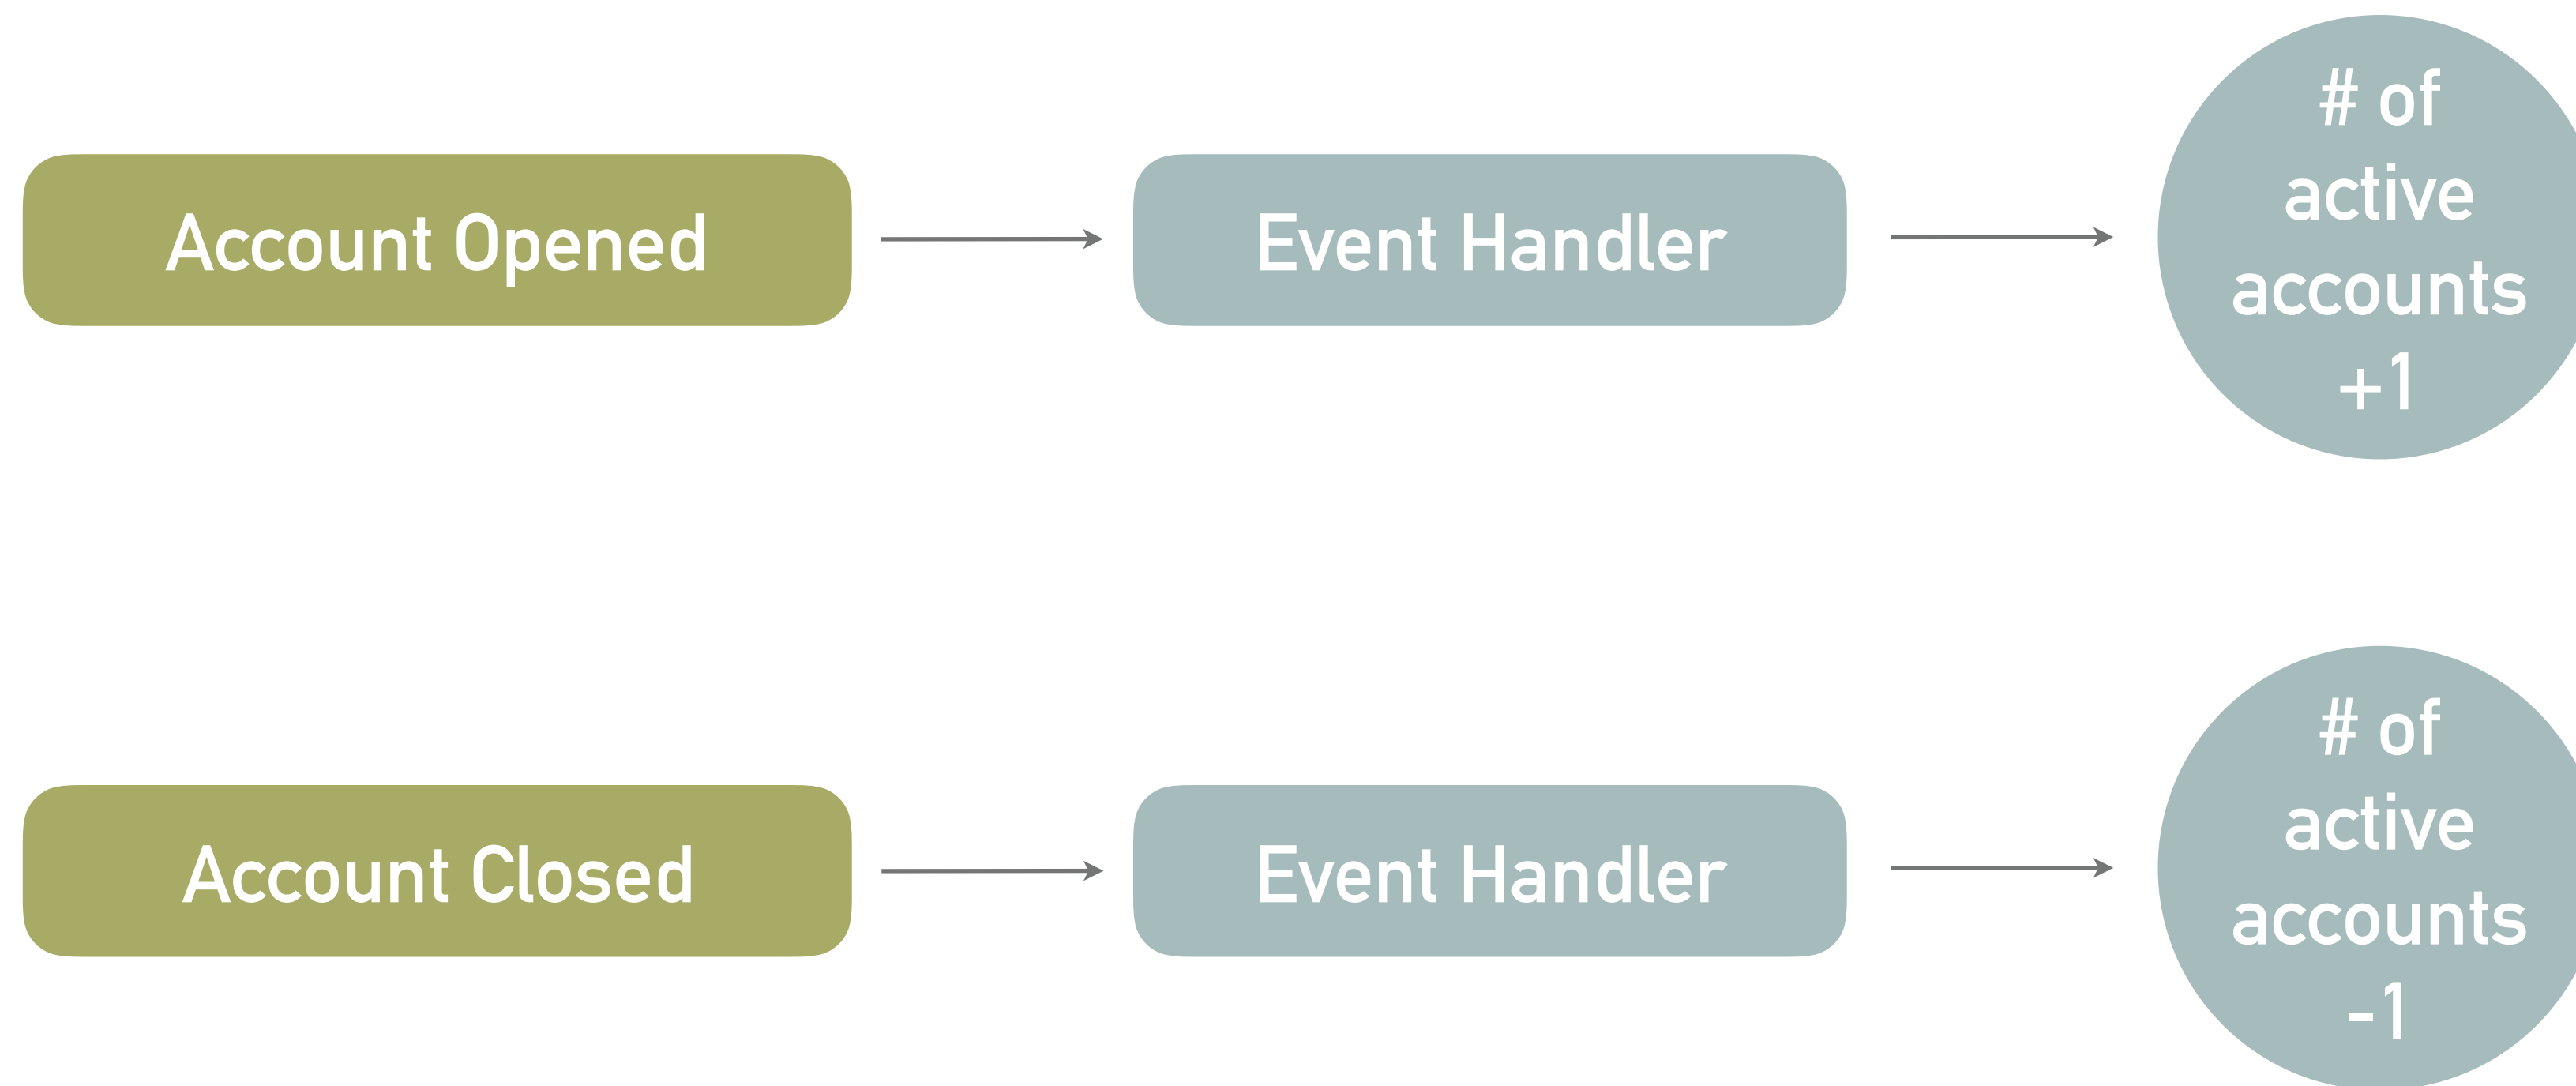 Account Opened
Event Handler
# of
active
accounts
+1
Account Closed
Event Handler
# of
active
accounts
-1